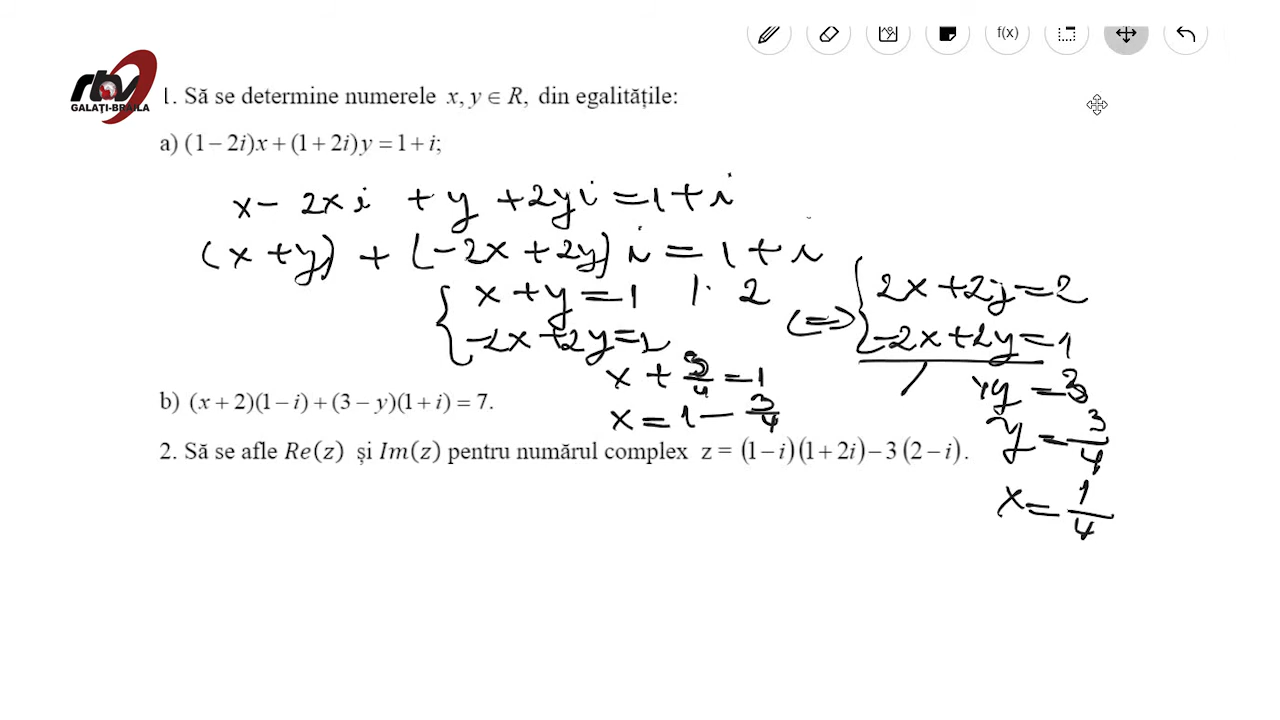 f(x)
rtv
GALAȚI-BRĂILA
1. Să se determine numerele x, y ∈ R, din egalitățile:
a) (1 − 2i)x + (1 + 2i)y = 1 + i;
x − 2x i + y + 2y i = 1 + i
(x + y) + (−2x + 2y) i = 1 + i
{ x + y = 1 | · 2
−2x + 2y = 1
(=>) { 2x + 2y = 2
−2x + 2y = 1
/ 4y = 3
x + 3/4 = 1
x = 1 − 3/4
y = 3/4
x = 1/4
b) (x + 2)(1 − i) + (3 − y)(1 + i) = 7.
2. Să se afle Re(z) și Im(z) pentru numărul complex z = (1 − i)(1 + 2i) − 3 (2 − i).